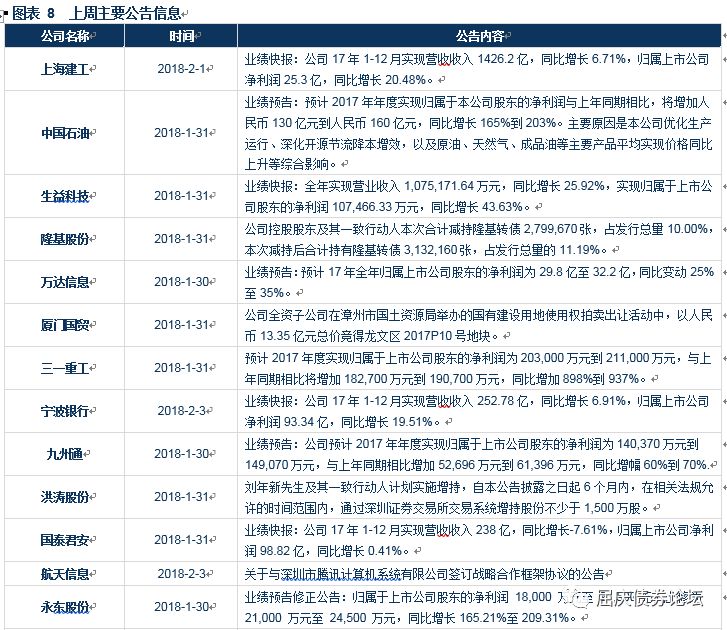 图表 8 上周主要公告信息
公司名称 时间 公告内容
上海建工 2018-2-1 业绩快报：公司 17 年 1-12 月实现营收收入 1426.2 亿，同比增长 6.71%，归属上市公司
净利润 25.3 亿，同比增长 20.48%。
中国石油 2018-1-31 业绩预告：预计 2017 年年度实现归属于本公司股东的净利润与上年同期相比，将增加人
民币 130 亿元到人民币 160 亿元，同比增长 165%到 203%。主要原因是本公司优化生产
运行、深化开源节流降本增效，以及原油、天然气、成品油等主要产品平均实现价格同比
上升等综合影响。
生益科技 2018-1-31 业绩快报：全年实现营业收入 1,075,171.64 万元，同比增长 25.92%，实现归属于上市公
司股东的净利润 107,466.33 万元，同比增长 43.63%。
隆基股份 2018-1-31 公司控股股东及其一致行动人本次合计减持隆基转债 2,799,670 张，占发行总量 10.00%，
本次减持后合计持有隆基转债 3,132,160 张，占发行总量的 11.19%。
万达信息 2018-1-30 业绩预告：预计 17 年全年归属上市公司股东的净利润为 29.8 亿至 32.2 亿，同比变动 25%
至 35%。
厦门国贸 2018-1-31 公司全资子公司在漳州市国土资源局举办的国有建设用地使用权拍卖出让活动中，以人民
币 13.35 亿元总价竟得龙文区 2017P10 号地块。
三一重工 2018-1-31 预计 2017 年度实现归属于上市公司股东的净利润为 203,000 万元到 211,000 万元，与上
年同期相比将增加 182,700 万元到 190,700 万元，同比增加 898%到 937%。
宁波银行 2018-2-3 业绩快报：公司 17 年 1-12 月实现营收收入 252.78 亿，同比增长 6.91%，归属上市公司
净利润 93.34 亿，同比增长 19.51%。
九州通 2018-1-30 业绩预告：公司预计 2017 年年度实现归属于上市公司股东的净利润为 140,370 万元到
149,070 万元，与上年同期相比增加 52,696 万元到 61,396 万元，同比增幅 60%到 70%.
洪涛股份 2018-1-31 刘年新先生及其一致行动人计划实施增持，自本公告披露之日起 6 个月内，在相关法规允
许的时间范围内，通过深圳证券交易所交易系统增持股份不少于 1,500 万股。
国泰君安 2018-1-31 业绩快报：公司 17 年 1-12 月实现营收收入 238 亿，同比增长-7.61%，归属上市公司净利
润 98.82 亿，同比增长 0.41%。
航天信息 2018-2-3 关于与深圳市腾讯计算机系统有限公司签订战略合作框架协议的公告
永东股份 2018-1-30 业绩预告修正公告：归属于上市公司股东的净利润 18,000 万元至
21,000 万元至 24,500 万元，同比增长 165.21%至 209.31%。
屈庆债券论坛